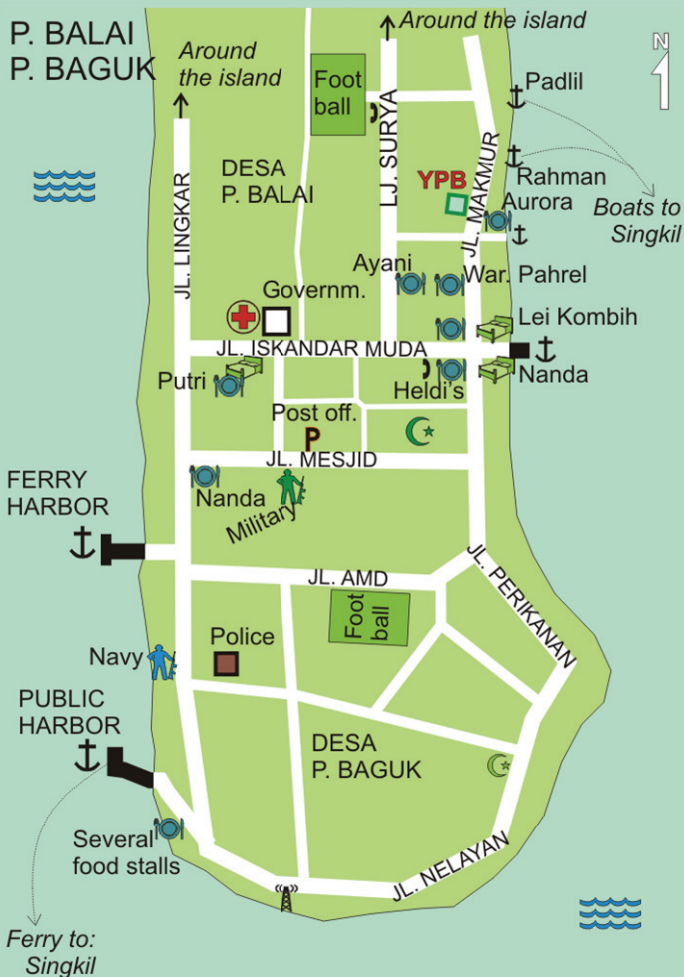 P. BALAI
P. BAGUK
Around
the island
Around the island
N
Foot
ball
Padlil
LJ. SURYA
JL. MAKMUR
DESA
P. BALAI
YPB
Rahman
Aurora
Boats to
Singkil
JL. LINGKAR
Ayani
War. Pahrel
Governm.
Lei Kombih
JL. ISKANDAR MUDA
Putri
Heldi's
Nanda
Post off.
P
JL. MESJID
Nanda
Military
FERRY
HARBOR
JL. AMD
JL. PERIKANAN
Foot
ball
Police
Navy
PUBLIC
HARBOR
DESA
P. BAGUK
Several
food stalls
JL. NELAYAN
Ferry to:
Singkil